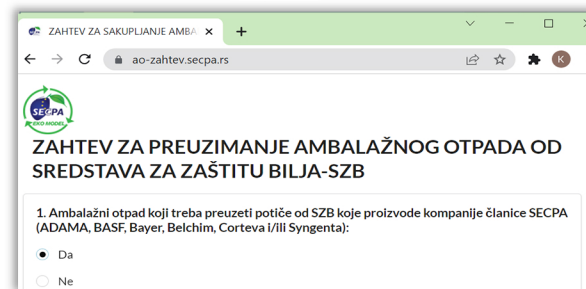 ZAHTEV ZA SAKUPLJANJE AMBA
ao-zahtev.secpa.rs
K
SECPA
EKO MODEL
ZAHTEV ZA PREUZIMANJE AMBALAŽNOG OTPADA OD
SREDSTAVA ZA ZAŠTITU BILJA-SZB
1. Ambalažni otpad koji treba preuzeti potiče od SZB koje proizvode kompanije članice SECPA
(ADAMA, BASF, Bayer, Belchim, Corteva i/ili Syngenta):
Da
Ne